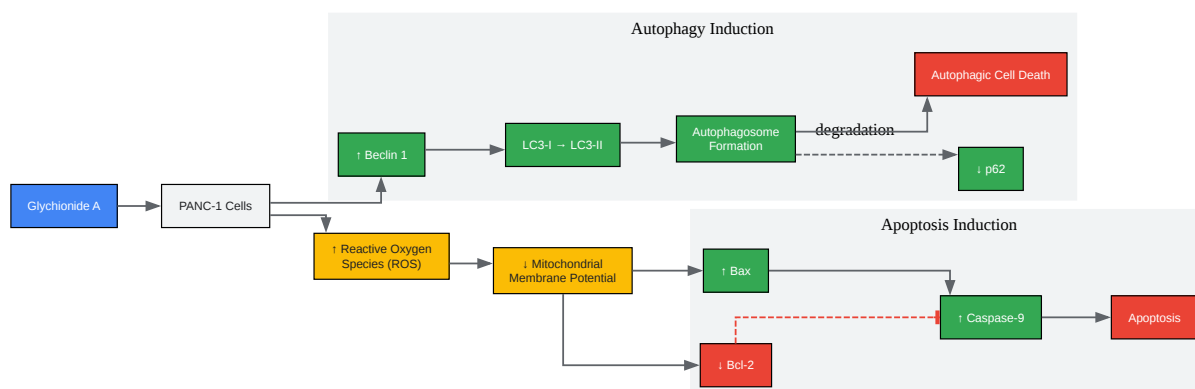 Autophagy Induction
Autophagic Cell Death
degradation
Autophagosome
Formation
LC3-I → LC3-II
↑ Beclin 1
↓ p62
Glychionide A
PANC-1 Cells
Apoptosis Induction
↑ Reactive Oxygen
Species (ROS)
↓ Mitochondrial
Membrane Potential
↑ Bax
↑ Caspase-9
Apoptosis
↓ Bcl-2